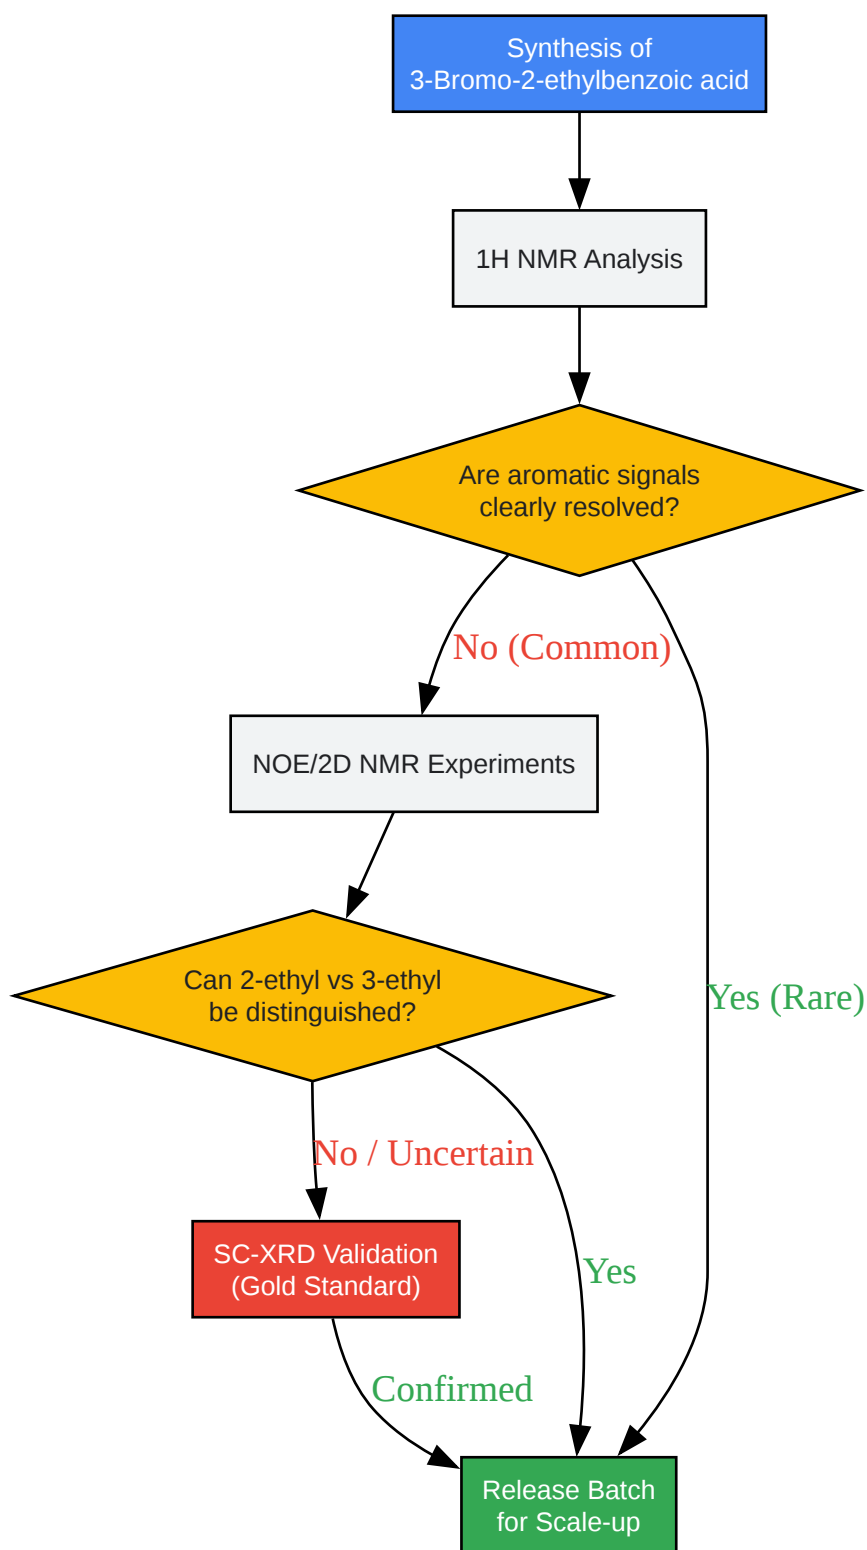 Synthesis of
3-Bromo-2-ethylbenzoic acid
1H NMR Analysis
Are aromatic signals
clearly resolved?
No (Common)
NOE/2D NMR Experiments
Can 2-ethyl vs 3-ethyl
be distinguished?
Yes (Rare)
No / Uncertain
SC-XRD Validation
(Gold Standard)
Yes
Confirmed
Release Batch
for Scale-up